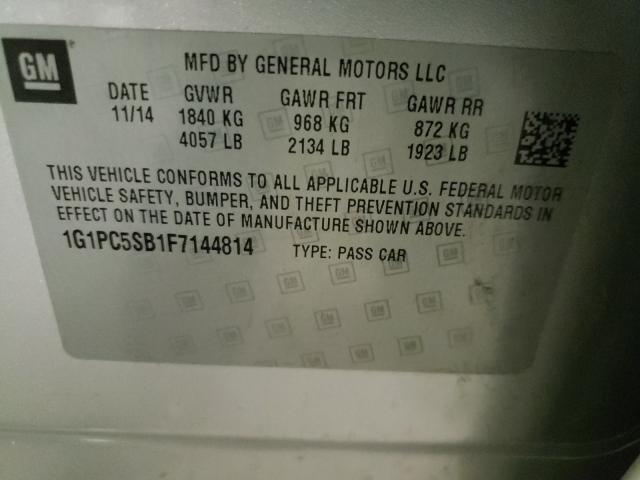 GM
MFD BY GENERAL MOTORS LLC
DATE GVWR GAWR FRT GAWR RR
11/14 1840 KG 968 KG 872 KG
4057 LB 2134 LB 1923 LB
THIS VEHICLE CONFORMS TO ALL APPLICABLE U.S. FEDERAL MOTOR
VEHICLE SAFETY, BUMPER, AND THEFT PREVENTION STANDARDS IN
EFFECT ON THE DATE OF MANUFACTURE SHOWN ABOVE.
1G1PC5SB1F7144814 TYPE: PASS CAR